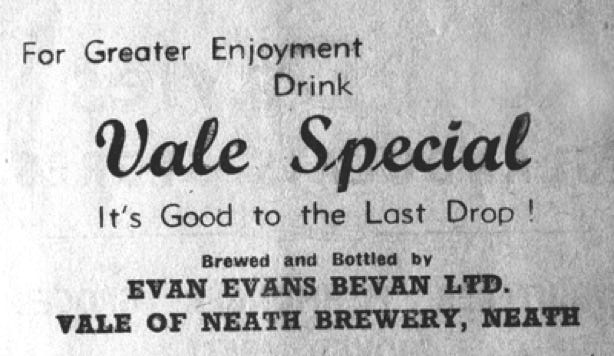 For Greater Enjoyment
Drink
Vale Special
It's Good to the Last Drop !
Brewed and Bottled by
EVAN EVANS BEVAN LTD.
VALE OF NEATH BREWERY, NEATH